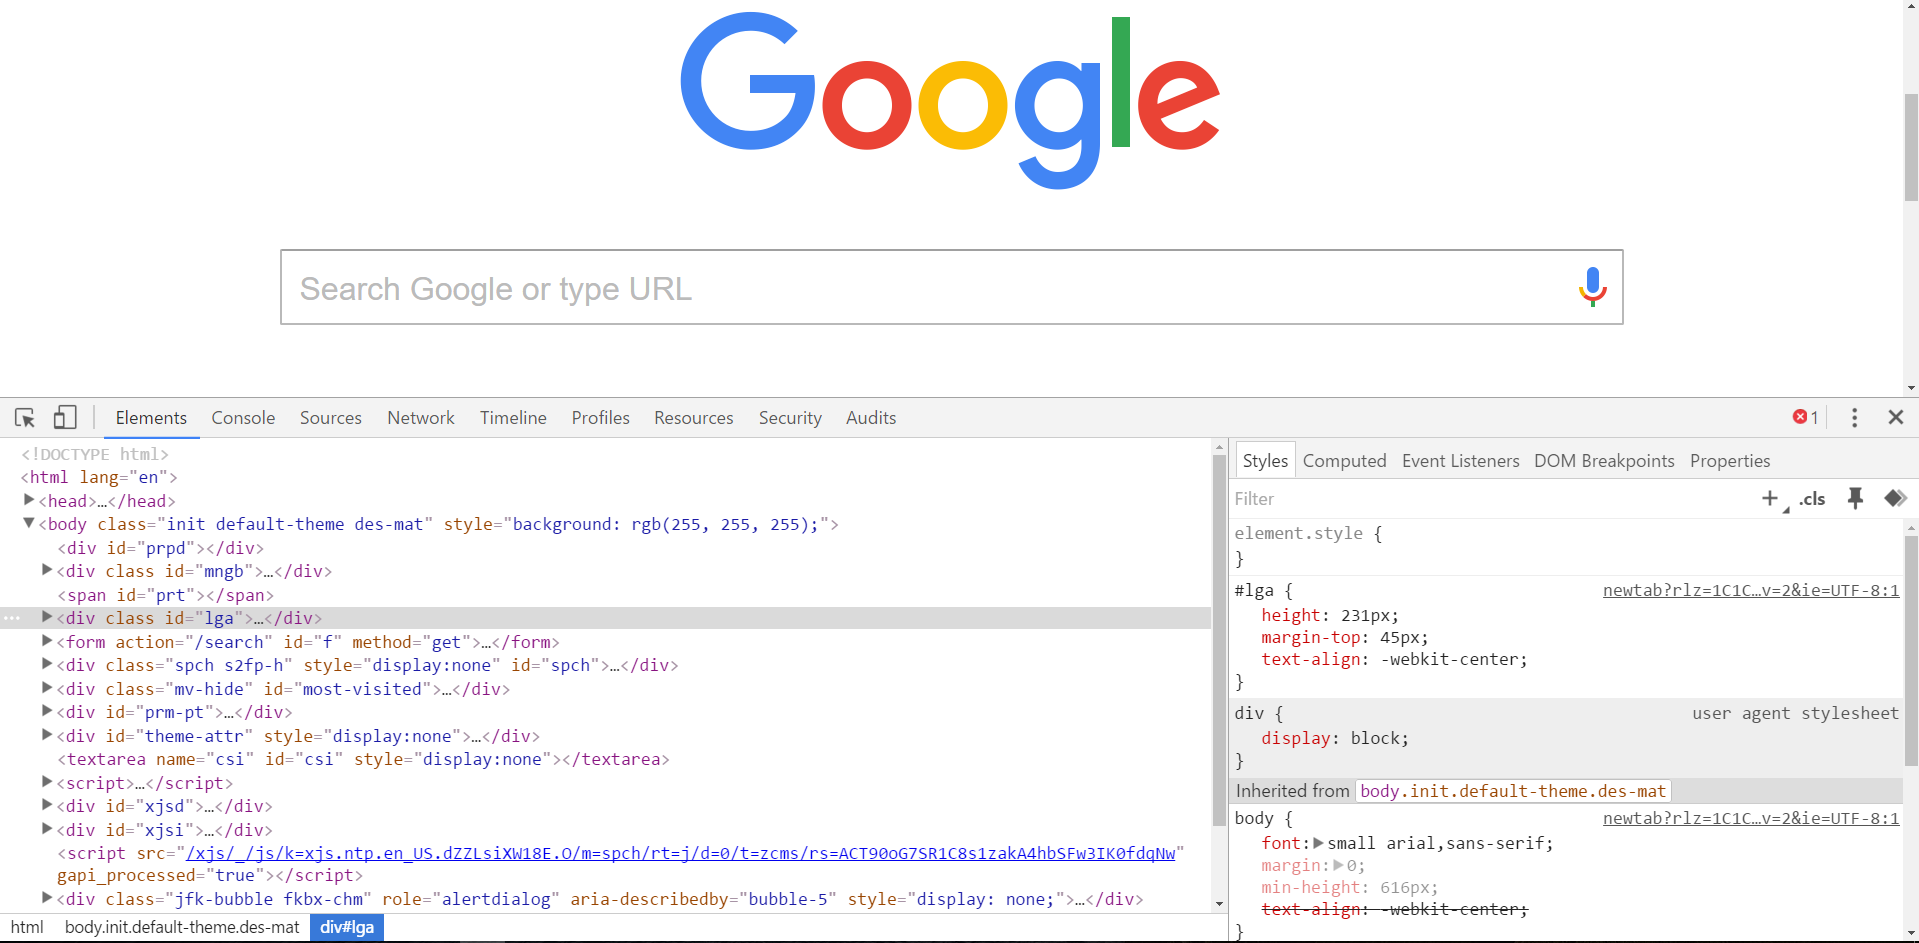 Google
Search Google or type URL
Elements Console Sources Network Timeline Profiles Resources Security Audits 1
<!DOCTYPE html>
<html lang="en">
<head>…</head>
<body class="init default-theme des-mat" style="background: rgb(255, 255, 255);">
<div id="prpd"></div>
<div class id="mngb">…</div>
<span id="prt"></span>
<div class id="lga">…</div>
<form action="/search" id="f" method="get">…</form>
<div class="spch s2fp-h" style="display:none" id="spch">…</div>
<div class="mv-hide" id="most-visited">…</div>
<div id="prm-pt">…</div>
<div id="theme-attr" style="display:none">…</div>
<textarea name="csi" id="csi" style="display:none"></textarea>
<script>…</script>
<div id="xjsd">…</div>
<div id="xjsi">…</div>
<script src="/xjs/_/js/k=xjs.ntp.en_US.dZZLsiXW18E.O/m=spch/rt=j/d=0/t=zcms/rs=ACT90oG7SR1C8s1zakA4hbSFw3IK0fdqNw"
gapi_processed="true"></script>
<div class="jfk-bubble fkbx-chm" role="alertdialog" aria-describedby="bubble-5" style="display: none;">…</div>
html body.init.default-theme.des-mat div#lga
Styles Computed Event Listeners DOM Breakpoints Properties
Filter .cls
element.style {
}
#lga { newtab?rlz=1C1C…v=2&ie=UTF-8:1
height: 231px;
margin-top: 45px;
text-align: -webkit-center;
}
div { user agent stylesheet
display: block;
}
Inherited from body.init.default-theme.des-mat
body { newtab?rlz=1C1C…v=2&ie=UTF-8:1
font: small arial,sans-serif;
margin: 0;
min-height: 616px;
text-align: -webkit-center;
}